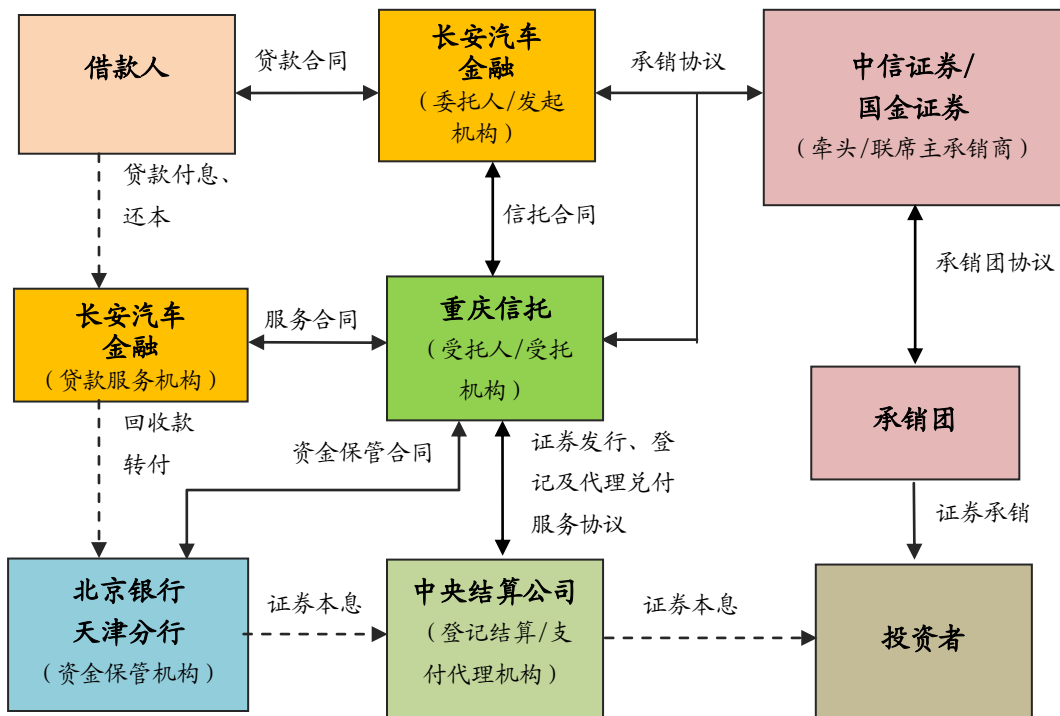 借款人
贷款合同
长安汽车
金融
（委托人/发起
机构）
承销协议
中信证券/
国金证券
（牵头/联席主承销商）
贷款付息、
还本
信托合同
承销团协议
长安汽车
金融
（贷款服务机构）
服务合同
重庆信托
（受托人/受托
机构）
承销团
回收款
转付
资金保管合同
证券发行、登
记及代理兑付
服务协议
证券承销
北京银行
天津分行
（资金保管机构）
证券本息
中央结算公司
（登记结算/支
付代理机构）
证券本息
投资者